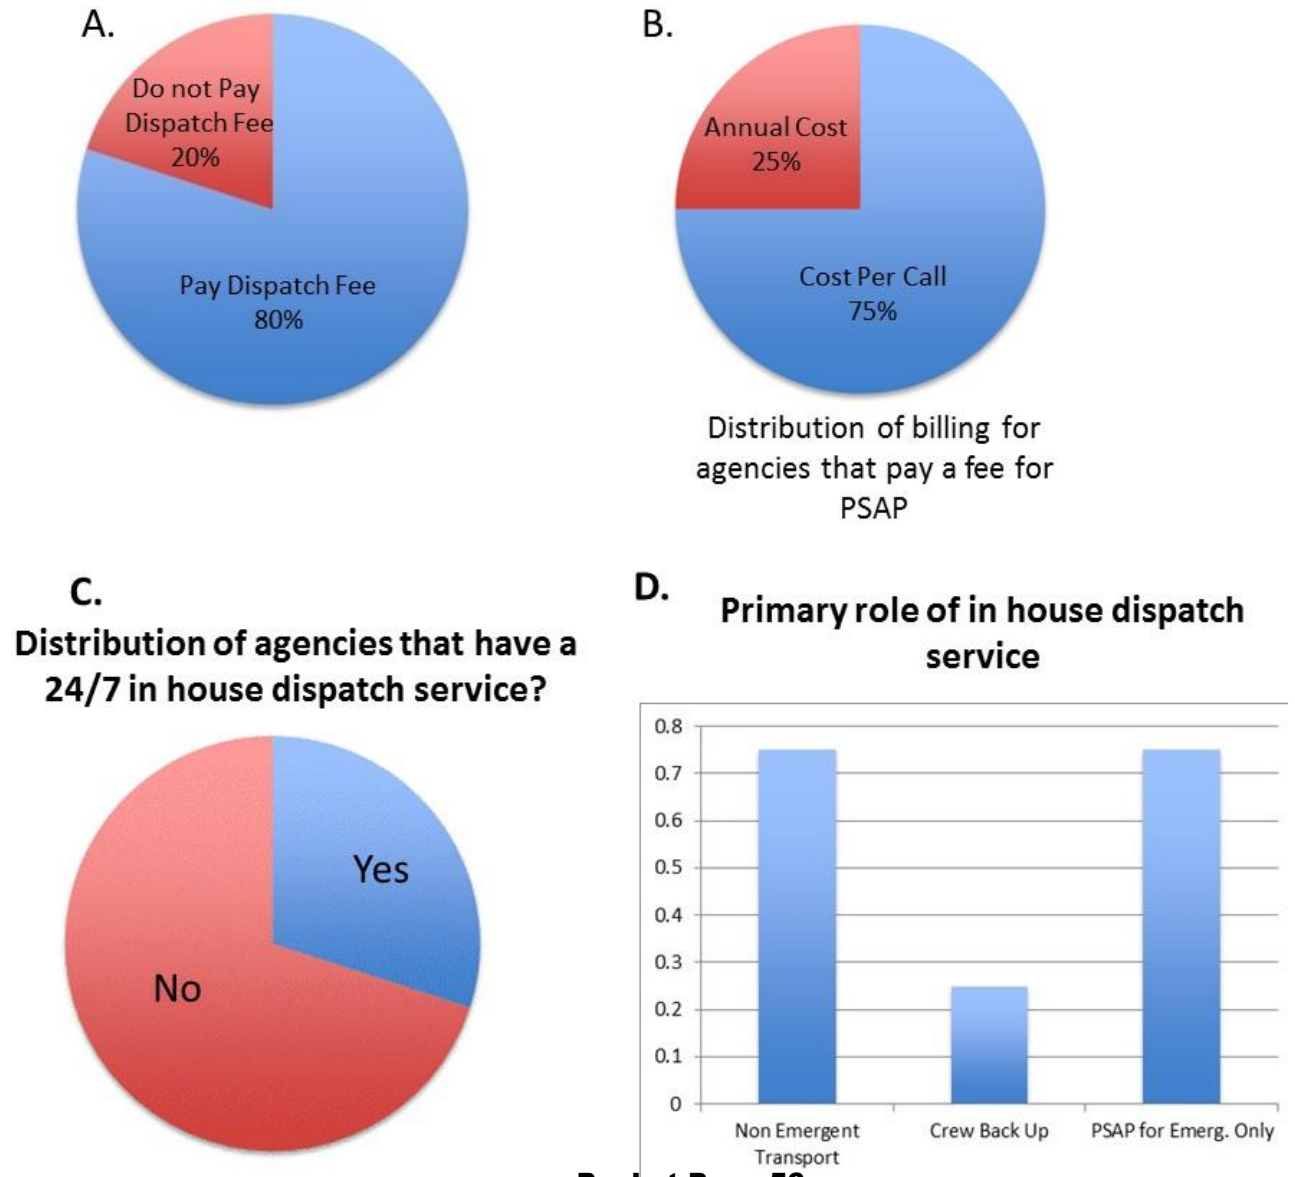 A.
Do not Pay
Dispatch Fee
20%
Pay Dispatch Fee
80%
B.
Annual Cost
25%
Cost Per Call
75%
Distribution of billing for
agencies that pay a fee for
PSAP
C.
Distribution of agencies that have a
24/7 in house dispatch service?
Yes
No
D.
Primary role of in house dispatch
service
0.8
0.7
0.6
0.5
0.4
0.3
0.2
0.1
0
Non Emergent
Transport
Crew Back Up
PSAP for Emerg. Only